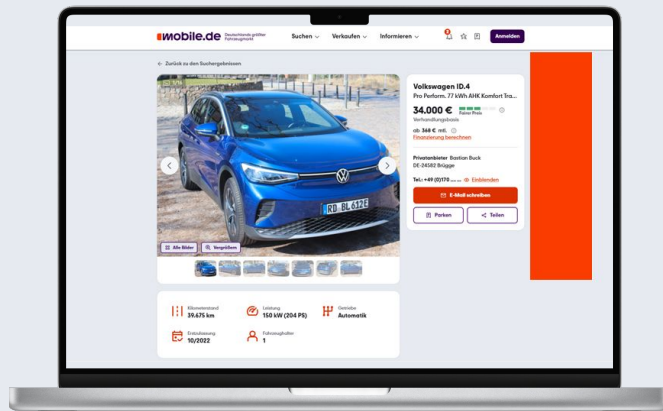 mobile.de Deutschlands größter
Fahrzeugmarkt
Suchen Verkaufen Informieren Anmelden
Zurück zu den Suchergebnissen
Volkswagen ID.4
Pro Perform. 77 kWh AHK Komfort Tra...
34.000 € Fairer Preis
Verhandlungsbasis
ab 368 € mtl.
Finanzierung berechnen
Privatanbieter Bastian Buck
DE-24582 Brügge
Tel.: +49 (0)170 Einblenden
E-Mail schreiben
Parken Teilen
RD BL 612E
Alle Bilder Vergrößern
Kilometerstand
39.675 km
Leistung
150 kW (204 PS)
Getriebe
Automatik
Erstzulassung
10/2022
Fahrzeughalter
1